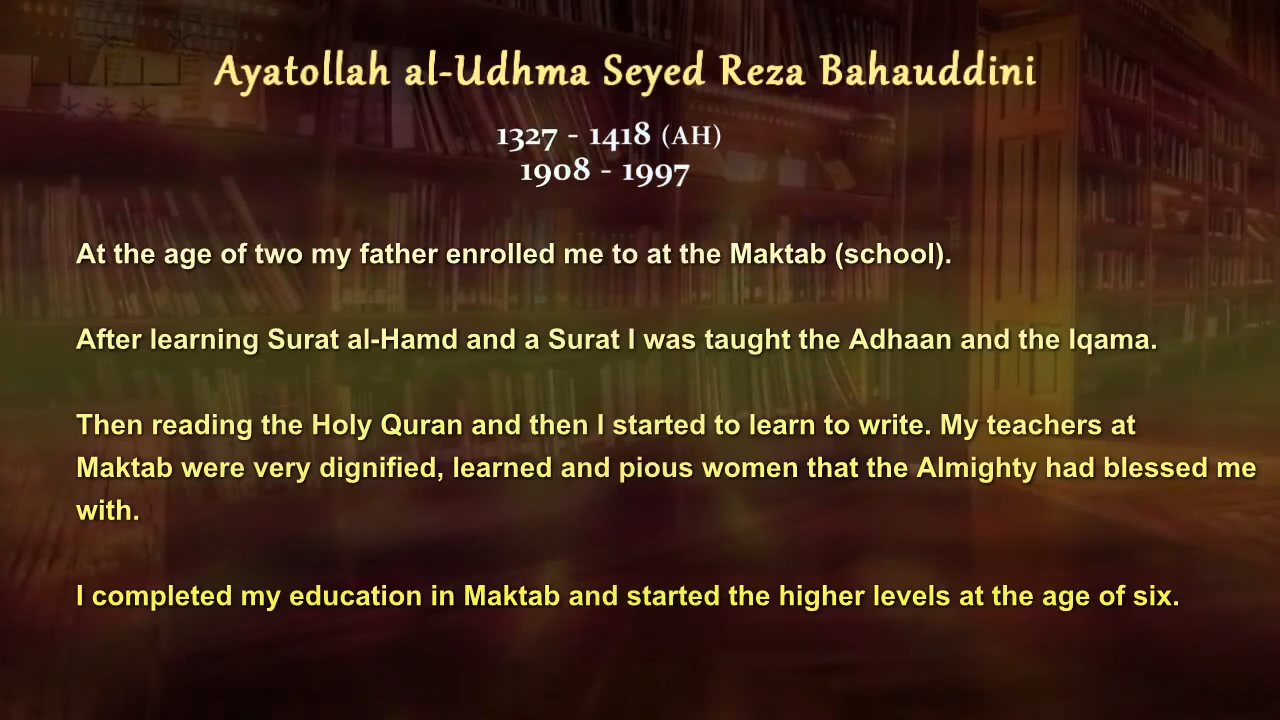 Ayatollah al-Udhma Seyed Reza Bahauddini
1327 - 1418 (AH)
1908 - 1997
At the age of two my father enrolled me to at the Maktab (school).
After learning Surat al-Hamd and a Surat I was taught the Adhaan and the Iqama.
Then reading the Holy Quran and then I started to learn to write. My teachers at
Maktab were very dignified, learned and pious women that the Almighty had blessed me
with.
I completed my education in Maktab and started the higher levels at the age of six.